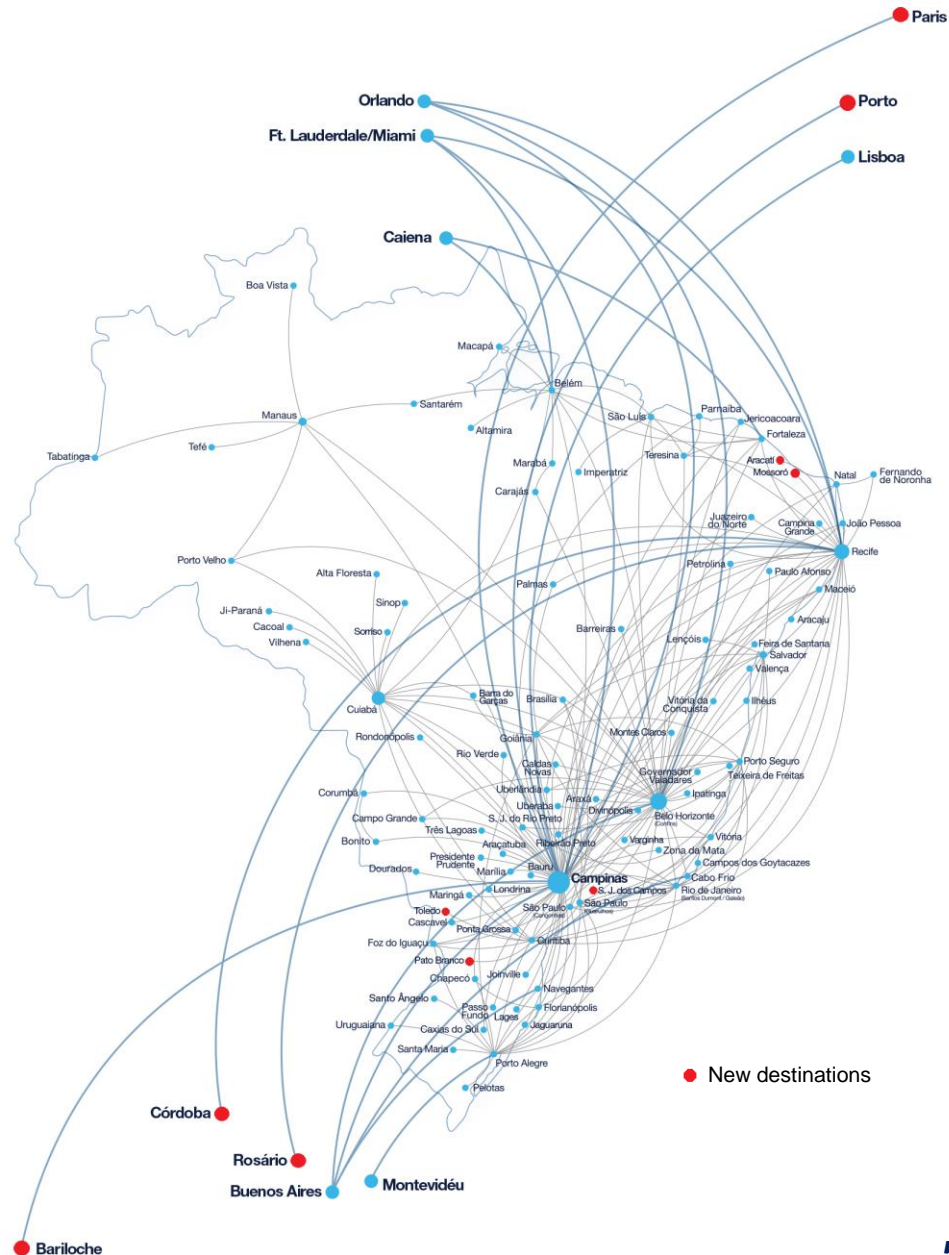 Paris
Orlando
Porto
Ft. Lauderdale/Miami
Lisboa
Caiena
Boa Vista
Macapá
Belém
Santarém
Manaus
Altamira
São Luís
Parnaíba
Jericoacoara
Fortaleza
Tefé
Tabatinga
Teresina
Aracati
Mossoró
Marabá
Imperatriz
Natal
Fernando
de Noronha
Carajás
Juazeiro
do Norte
Campina
Grande
João Pessoa
Recife
Porto Velho
Alta Floresta
Palmas
Petrolina
Paulo Afonso
Maceió
Ji-Paraná
Sinop
Cacoal
Sorriso
Vilhena
Barreiras
Aracaju
Lençóis
Feira de Santana
Salvador
Valença
Cuiabá
Barra do
Garças
Brasília
Vitória da
Conquista
Ilhéus
Rondonópolis
Goiânia
Montes Claros
Rio Verde
Caldas
Novas
Porto Seguro
Governador
Valadares
Teixeira de Freitas
Corumbá
Uberlândia
Uberaba
Araxá
Divinópolis
Ipatinga
Belo Horizonte
(Confins)
Campo Grande
S. J. do Rio Preto
Três Lagoas
Bonito
Araçatuba
Ribeirão Preto
Varginha
Vitória
Zona da Mata
Presidente
Prudente
Bauru
Campos dos Goytacazes
Dourados
Marília
Campinas
Cabo Frio
Londrina
S. J. dos Campos
Rio de Janeiro
(Santos Dumont / Galeão)
Maringá
São Paulo
(Congonhas)
São Paulo
(Guarulhos)
Toledo
Cascavel
Ponta Grossa
Foz do Iguaçu
Curitiba
Pato Branco
Chapecó
Joinville
Navegantes
Santo Ângelo
Passo
Fundo
Lages
Florianópolis
Uruguaiana
Caxias do Sul
Jaguaruna
Santa Maria
Porto Alegre
Pelotas
New destinations
Córdoba
Rosário
Buenos Aires
Montevidéu
Bariloche